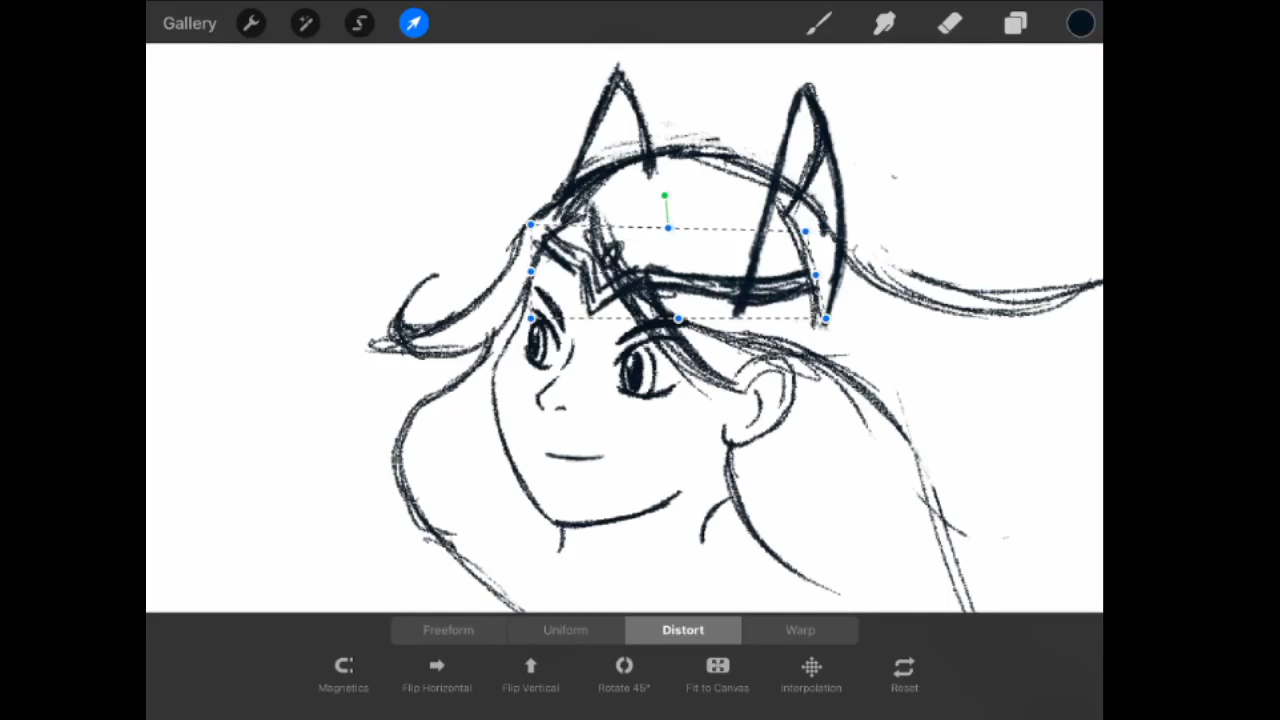 Gallery
Freeform Uniform Distort Warp
Magnetics Flip Horizontal Flip Vertical Rotate 45° Fit to Canvas Interpolation Reset